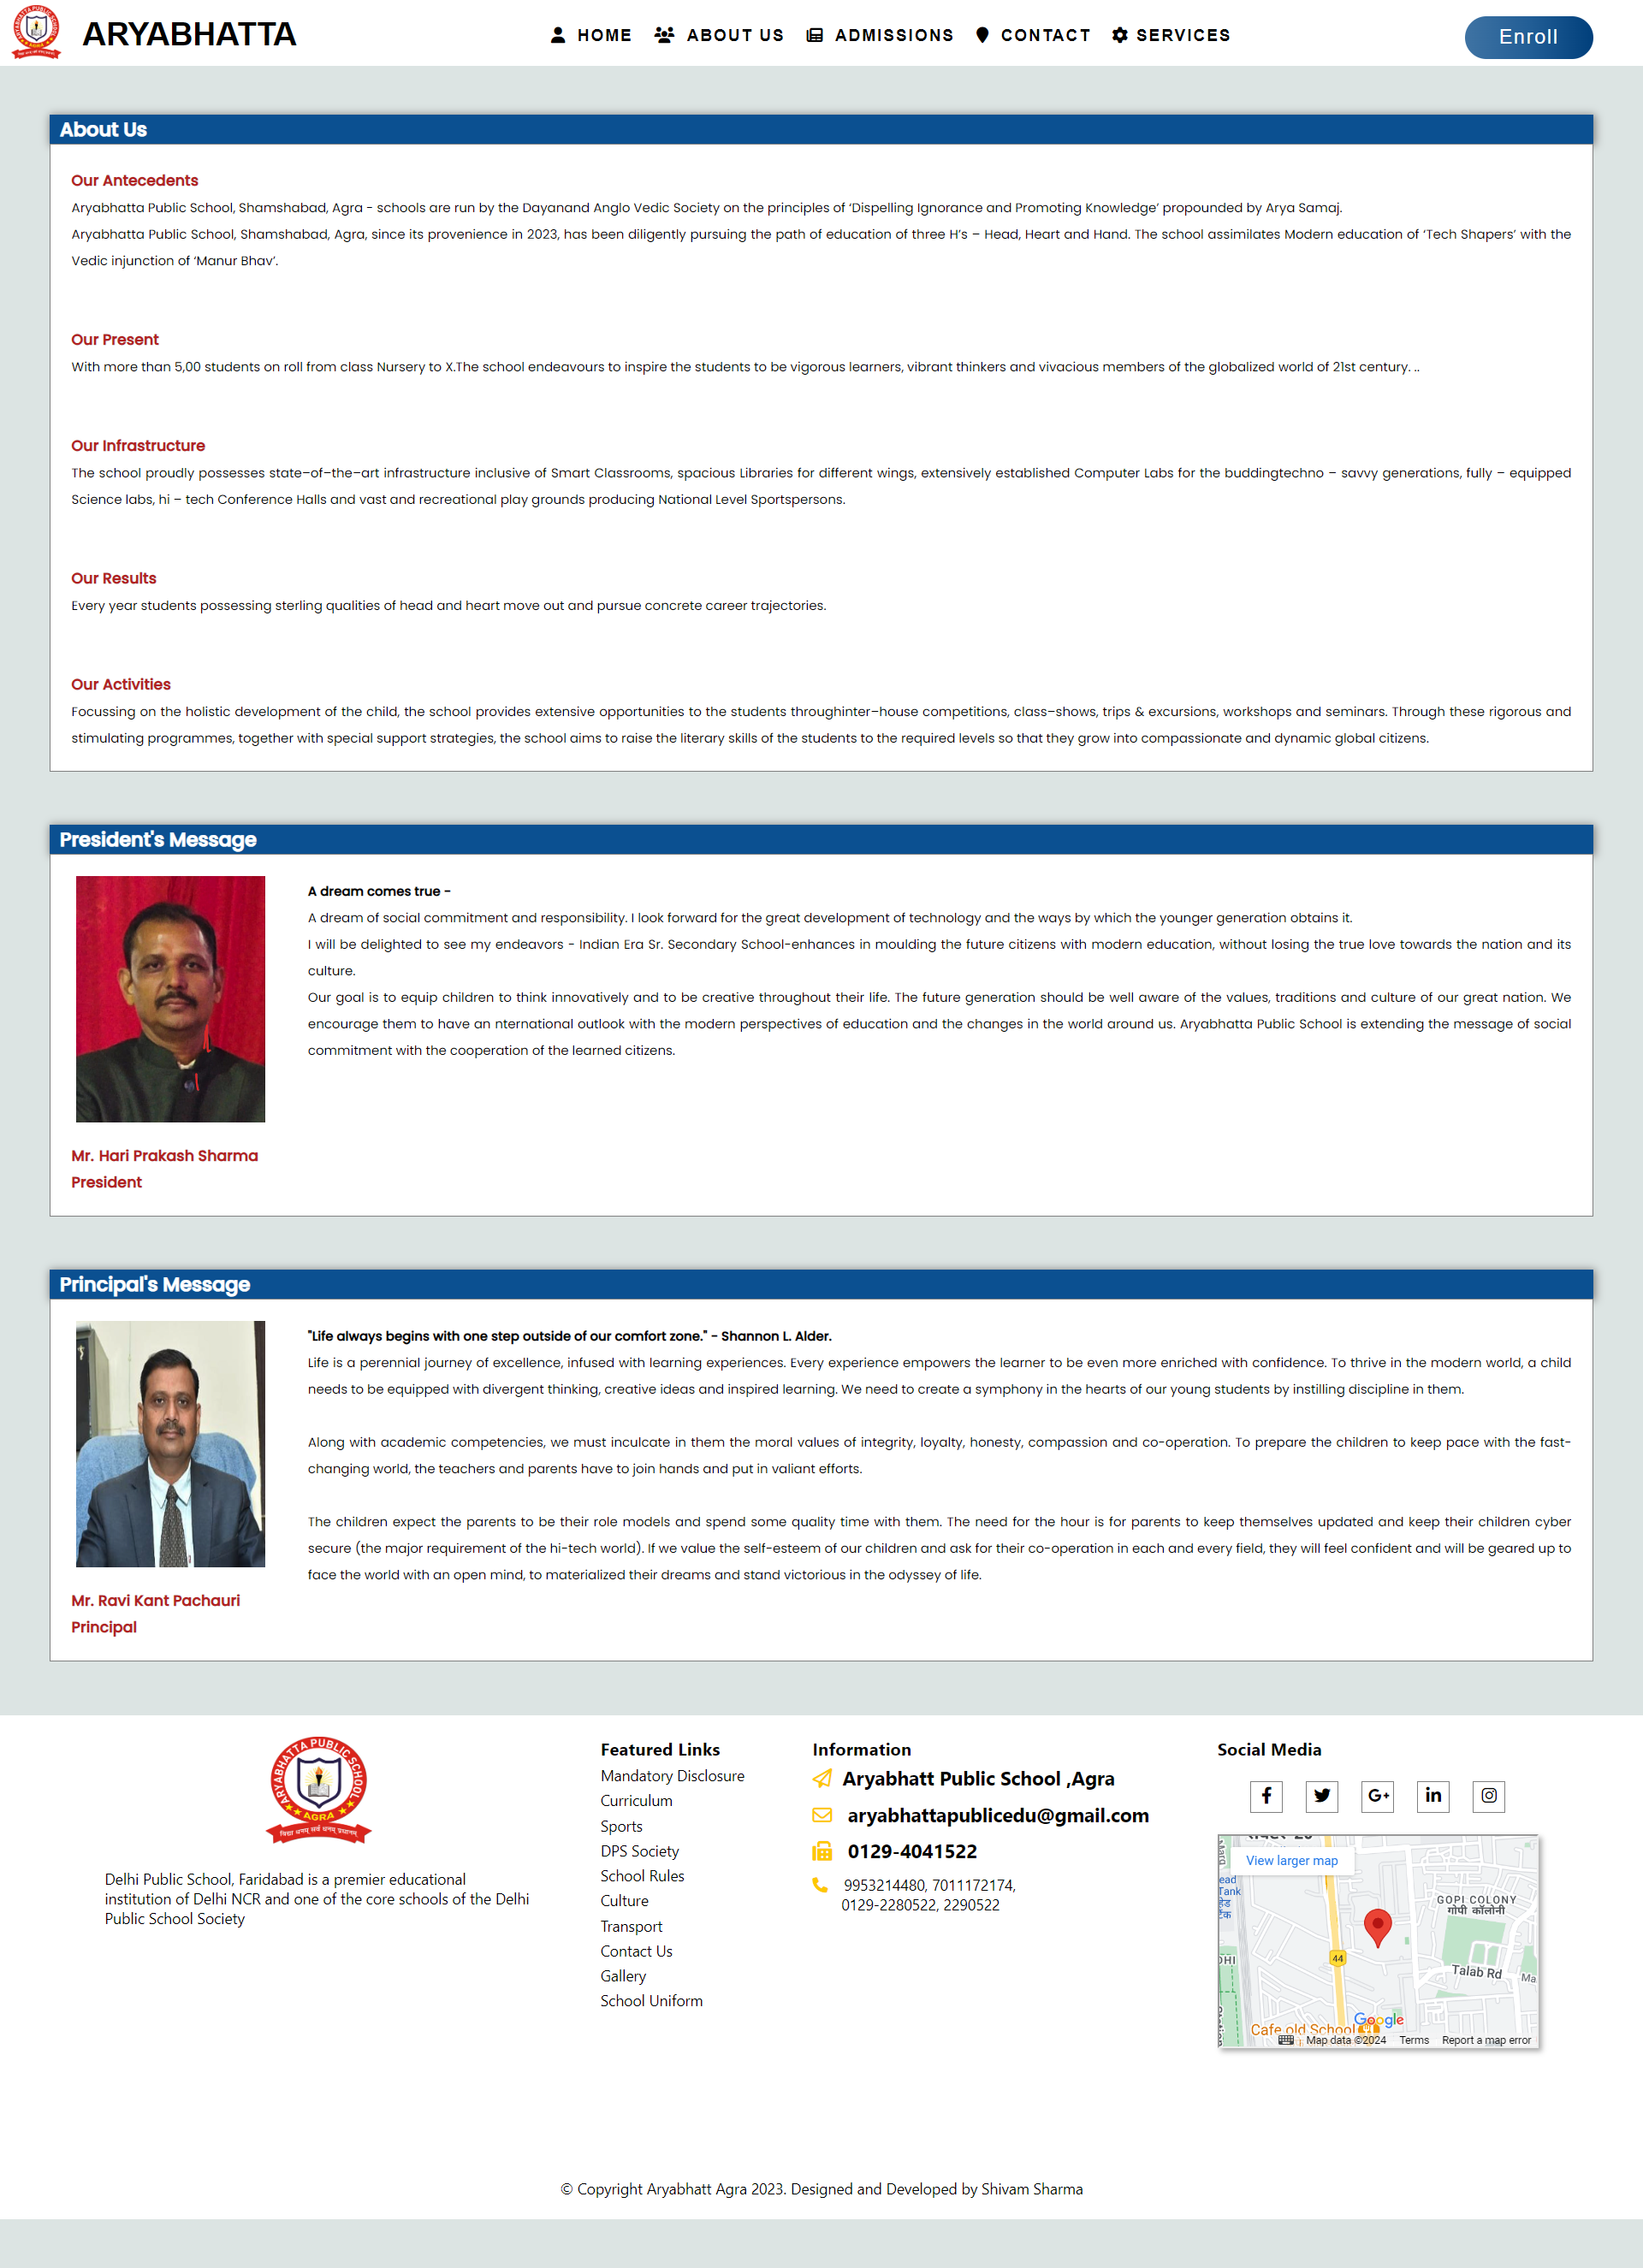 ARYABHATTA PUBLIC SCHOOL
AGRA
ARYABHATTA
HOME
ABOUT US
ADMISSIONS
CONTACT
SERVICES
Enroll
About Us
Our Antecedents
Aryabhatta Public School, Shamshabad, Agra - schools are run by the Dayanand Anglo Vedic Society on the principles of ‘Dispelling Ignorance and Promoting Knowledge’ propounded by Arya Samaj.
Aryabhatta Public School, Shamshabad, Agra, since its provenience in 2023, has been diligently pursuing the path of education of three H’s – Head, Heart and Hand. The school assimilates Modern education of ‘Tech Shapers’ with the
Vedic injunction of ‘Manur Bhav’.
Our Present
With more than 5,00 students on roll from class Nursery to X.The school endeavours to inspire the students to be vigorous learners, vibrant thinkers and vivacious members of the globalized world of 21st century. ..
Our Infrastructure
The school proudly possesses state–of–the–art infrastructure inclusive of Smart Classrooms, spacious Libraries for different wings, extensively established Computer Labs for the buddingtechno – savvy generations, fully – equipped
Science labs, hi – tech Conference Halls and vast and recreational play grounds producing National Level Sportspersons.
Our Results
Every year students possessing sterling qualities of head and heart move out and pursue concrete career trajectories.
Our Activities
Focussing on the holistic development of the child, the school provides extensive opportunities to the students throughinter–house competitions, class–shows, trips & excursions, workshops and seminars. Through these rigorous and
stimulating programmes, together with special support strategies, the school aims to raise the literary skills of the students to the required levels so that they grow into compassionate and dynamic global citizens.
President's Message
A dream comes true -
A dream of social commitment and responsibility. I look forward for the great development of technology and the ways by which the younger generation obtains it.
I will be delighted to see my endeavors - Indian Era Sr. Secondary School-enhances in moulding the future citizens with modern education, without losing the true love towards the nation and its
culture.
Our goal is to equip children to think innovatively and to be creative throughout their life. The future generation should be well aware of the values, traditions and culture of our great nation. We
encourage them to have an nternational outlook with the modern perspectives of education and the changes in the world around us. Aryabhatta Public School is extending the message of social
commitment with the cooperation of the learned citizens.
Mr. Hari Prakash Sharma
President
Principal's Message
"Life always begins with one step outside of our comfort zone." - Shannon L. Alder.
Life is a perennial journey of excellence, infused with learning experiences. Every experience empowers the learner to be even more enriched with confidence. To thrive in the modern world, a child
needs to be equipped with divergent thinking, creative ideas and inspired learning. We need to create a symphony in the hearts of our young students by instilling discipline in them.
Along with academic competencies, we must inculcate in them the moral values of integrity, loyalty, honesty, compassion and co-operation. To prepare the children to keep pace with the fast-
changing world, the teachers and parents have to join hands and put in valiant efforts.
The children expect the parents to be their role models and spend some quality time with them. The need for the hour is for parents to keep themselves updated and keep their children cyber
secure (the major requirement of the hi-tech world). If we value the self-esteem of our children and ask for their co-operation in each and every field, they will feel confident and will be geared up to
face the world with an open mind, to materialized their dreams and stand victorious in the odyssey of life.
Mr. Ravi Kant Pachauri
Principal
ARYABHATTA PUBLIC SCHOOL
AGRA
विद्या धनम् सर्व धनम् प्रधानम्
Delhi Public School, Faridabad is a premier educational
institution of Delhi NCR and one of the core schools of the Delhi
Public School Society
Featured Links
Mandatory Disclosure
Curriculum
Sports
DPS Society
School Rules
Culture
Transport
Contact Us
Gallery
School Uniform
Information
Aryabhatt Public School ,Agra
aryabhattapublicedu@gmail.com
0129-4041522
9953214480, 7011172174,
0129-2280522, 2290522
Social Media
View larger map
ead
Tank
हेड
टैंक
GOPI COLONY
गोपी कॉलोनी
DHI
44
Talab Rd
Ma
Google
Cafe old School
Map data ©2024
Terms
Report a map error
© Copyright Aryabhatt Agra 2023. Designed and Developed by Shivam Sharma